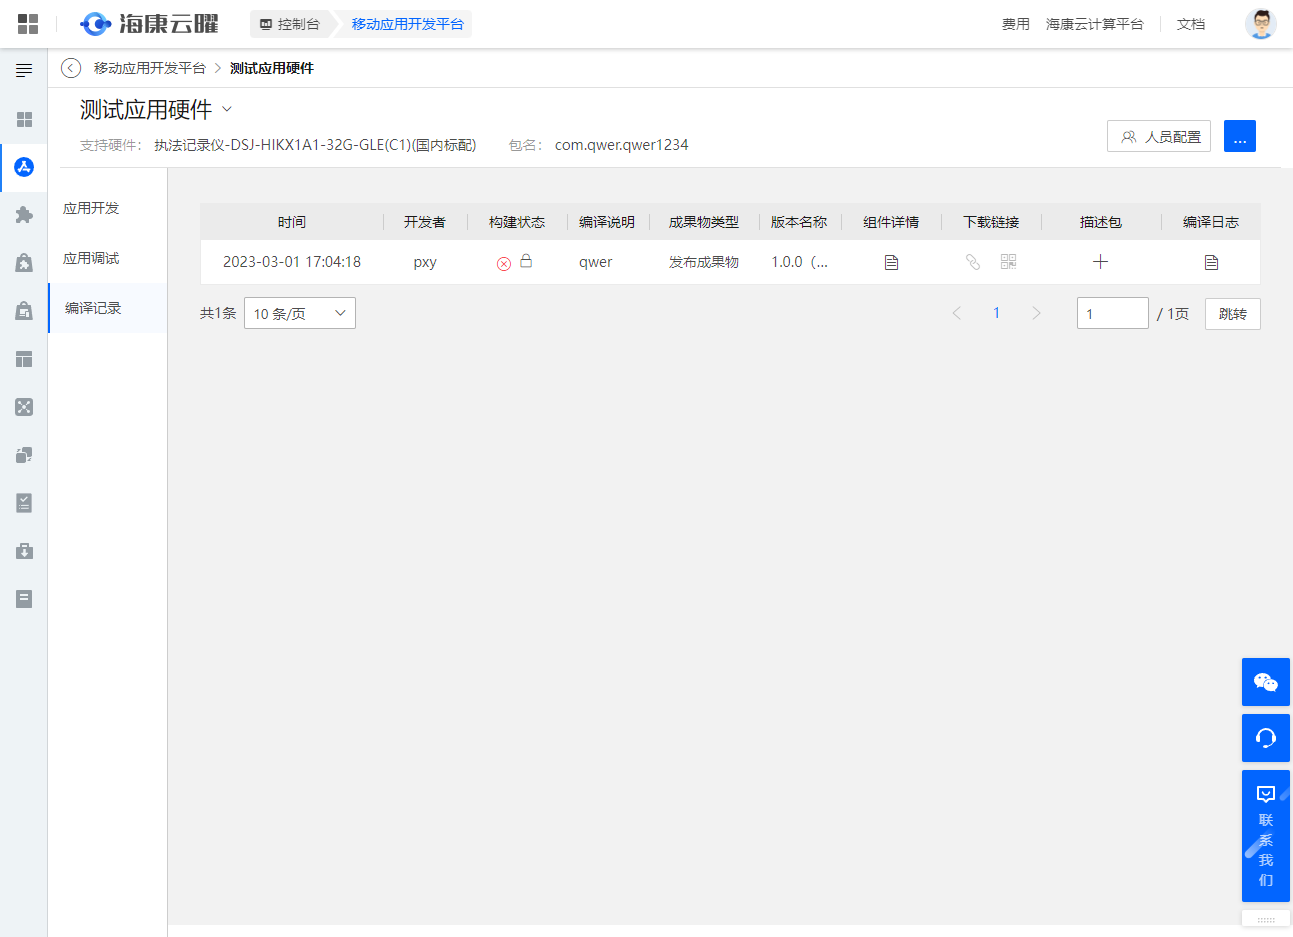 海康云曜
控制台
移动应用开发平台
费用
海康云计算平台
文档
移动应用开发平台 > 测试应用硬件
测试应用硬件
支持硬件： 执法记录仪-DSJ-HIKX1A1-32G-GLE(C1)(国内标配) 包名： com.qwer.qwer1234
人员配置
...
应用开发
应用调试
编译记录
时间 开发者 构建状态 编译说明 成果物类型 版本名称 组件详情 下载链接 描述包 编译日志
2023-03-01 17:04:18 pxy qwer 发布成果物 1.0.0（...
共1条 10 条/页 1 1 / 1页 跳转
联
系
我
们